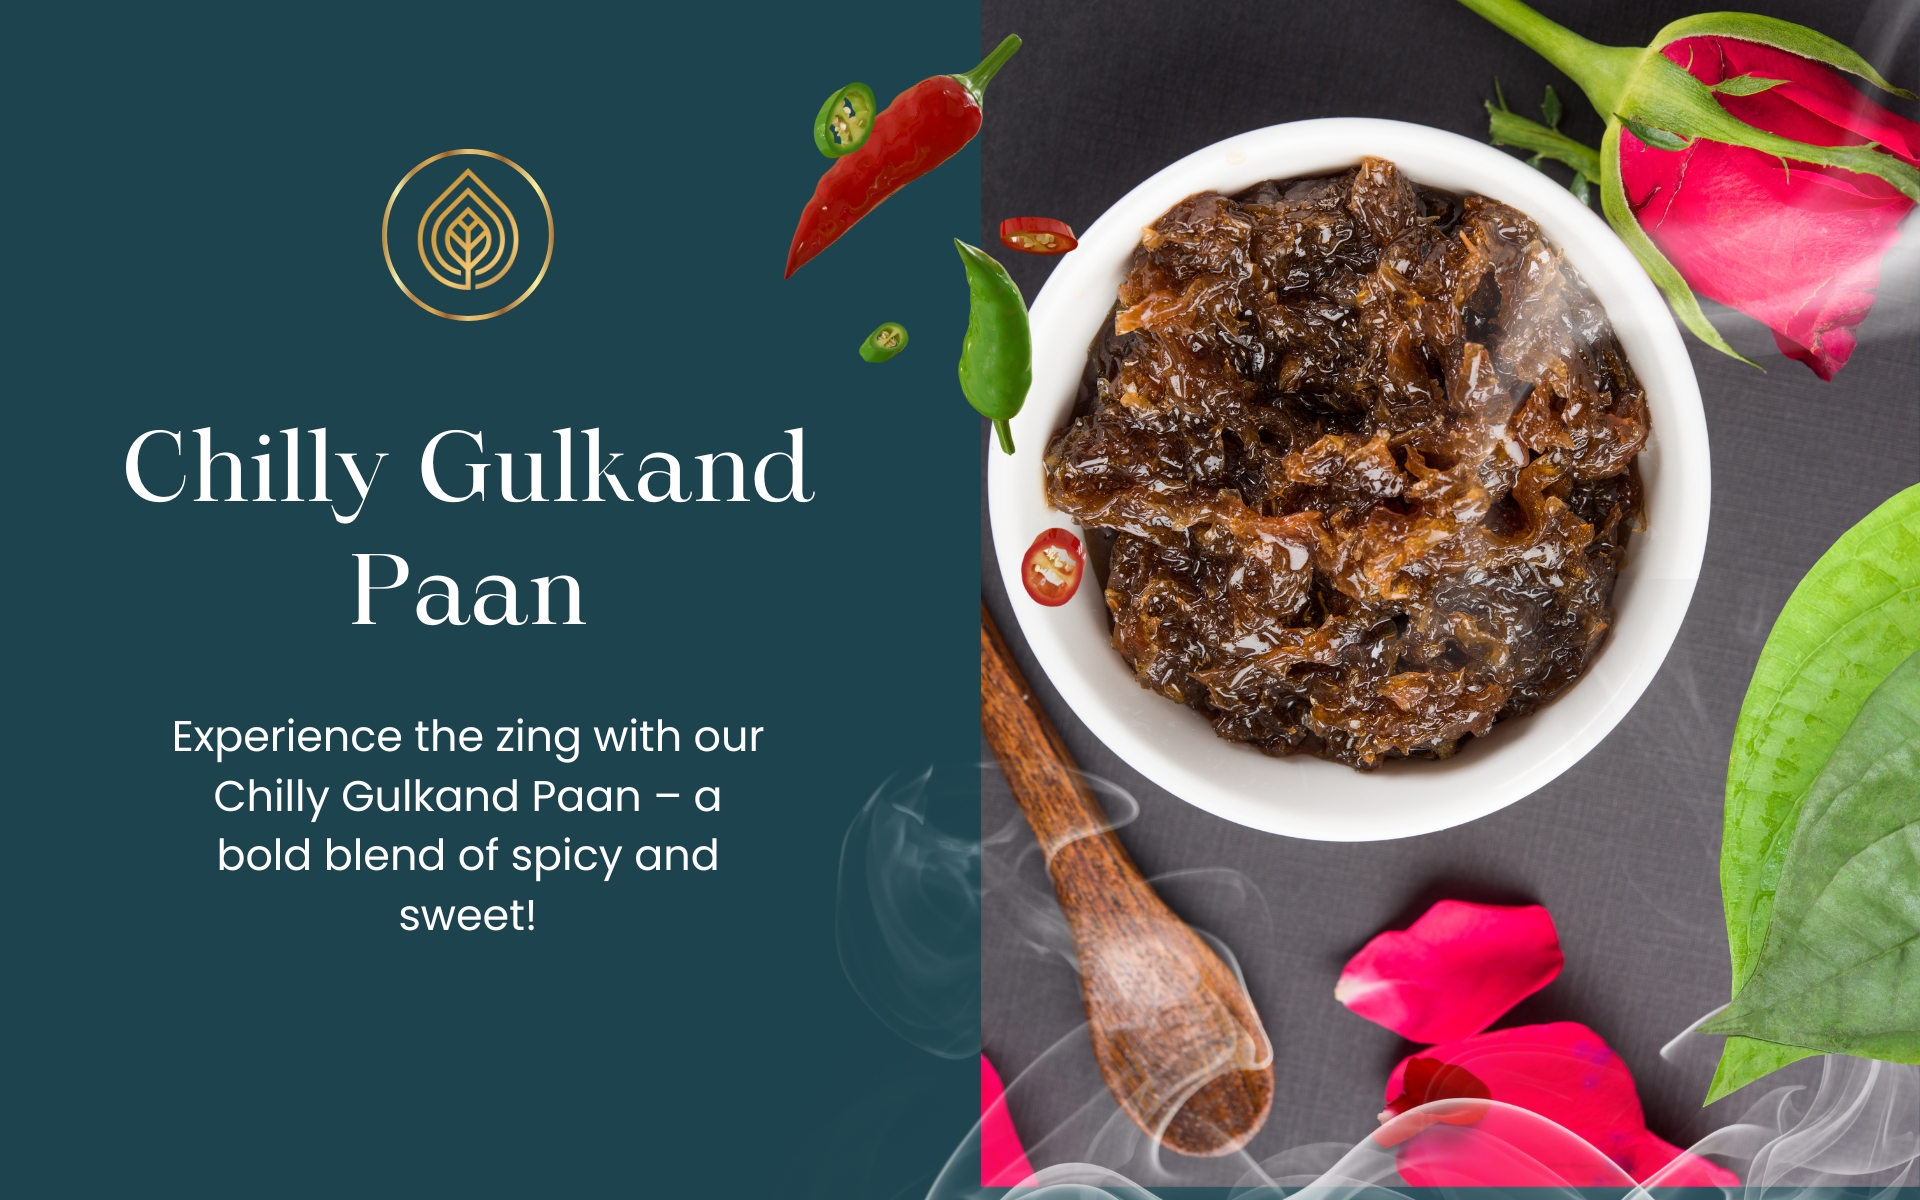 Chilly Gulkand
Paan
Experience the zing with our
Chilly Gulkand Paan – a
bold blend of spicy and
sweet!